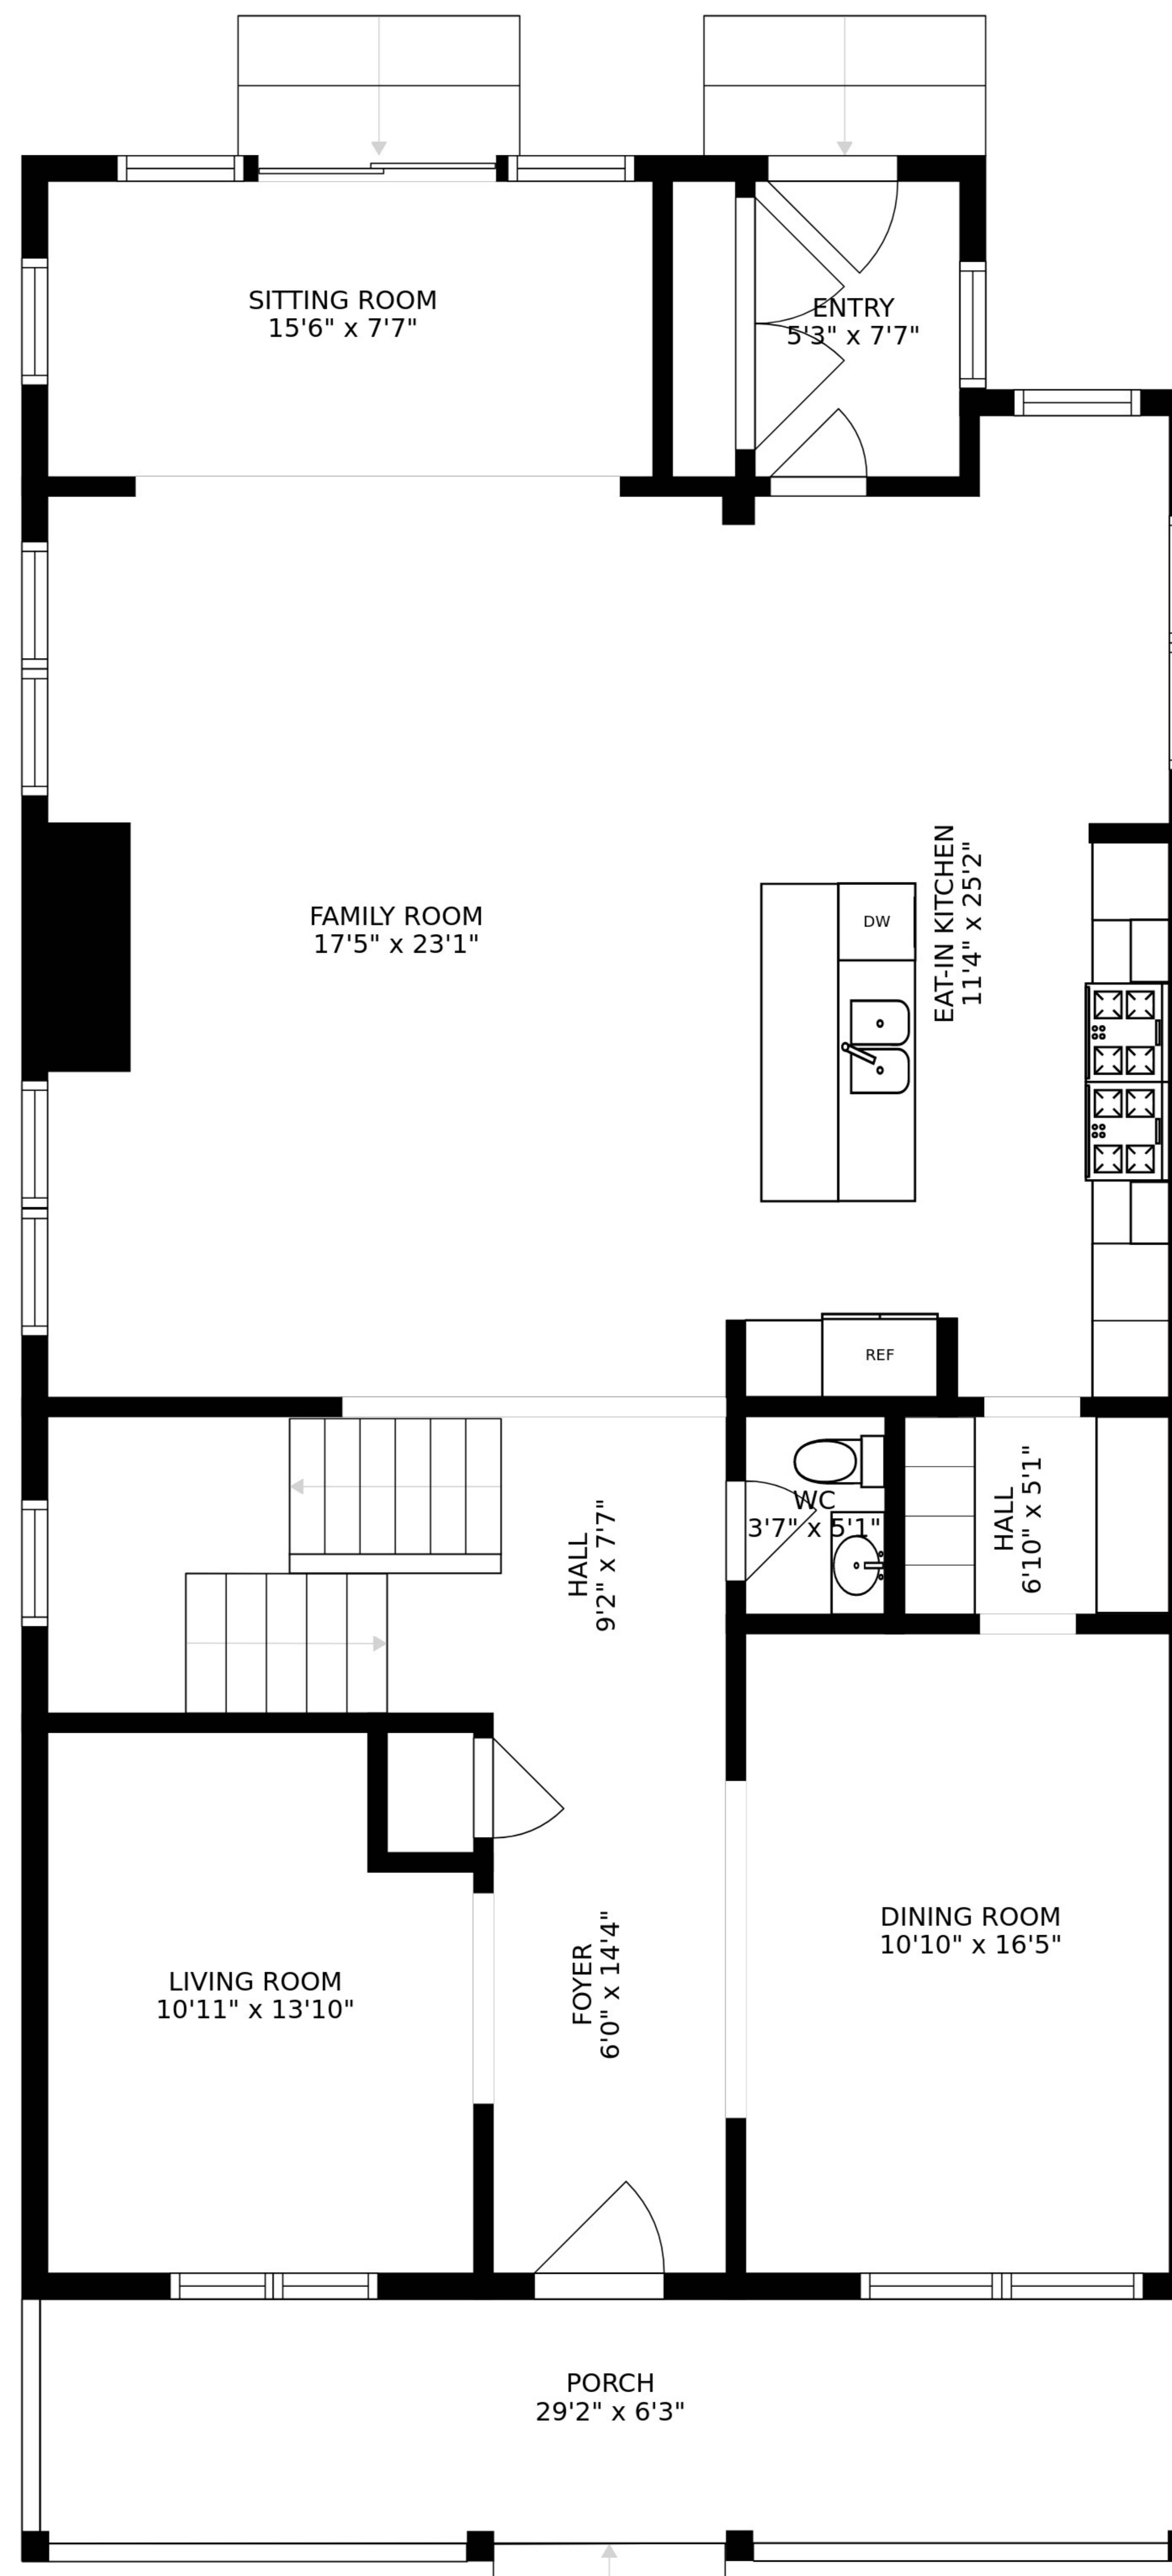 SITTING ROOM
15'6" x 7'7"
ENTRY
5'3" x 7'7"
FAMILY ROOM
17'5" x 23'1"
DW
EAT-IN KITCHEN
11'4" x 25'2"
REF
WC
3'7" x 5'1"
HALL
6'10" x 5'1"
HALL
9'2" x 7'7"
DINING ROOM
10'10" x 16'5"
LIVING ROOM
10'11" x 13'10"
FOYER
6'0" x 14'4"
PORCH
29'2" x 6'3"